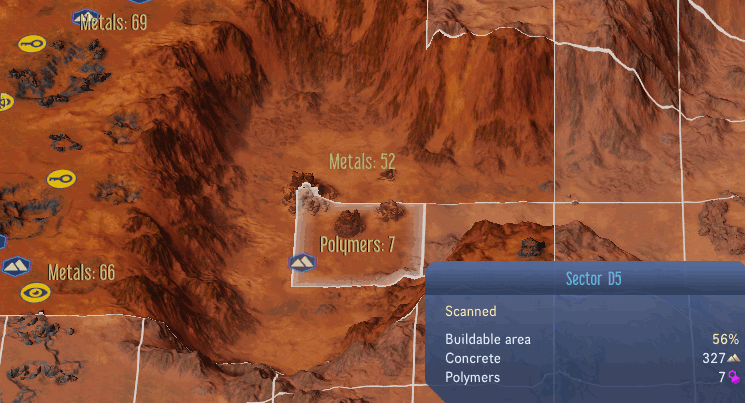 Metals: 69
Metals: 52
Polymers: 7
Metals: 66
Sector D5
Scanned
Buildable area 56%
Concrete 327
Polymers 7